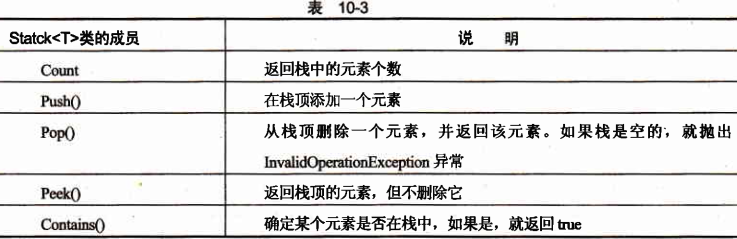 表 10-3
Statck<T>类的成员 说 明
Count 返回栈中的元素个数
Push() 在栈顶添加一个元素
Pop() 从栈顶删除一个元素，并返回该元素。如果栈是空的，就抛出
InvalidOperationException 异常
Peek() 返回栈顶的元素，但不删除它
Contains() 确定某个元素是否在栈中，如果是，就返回 true